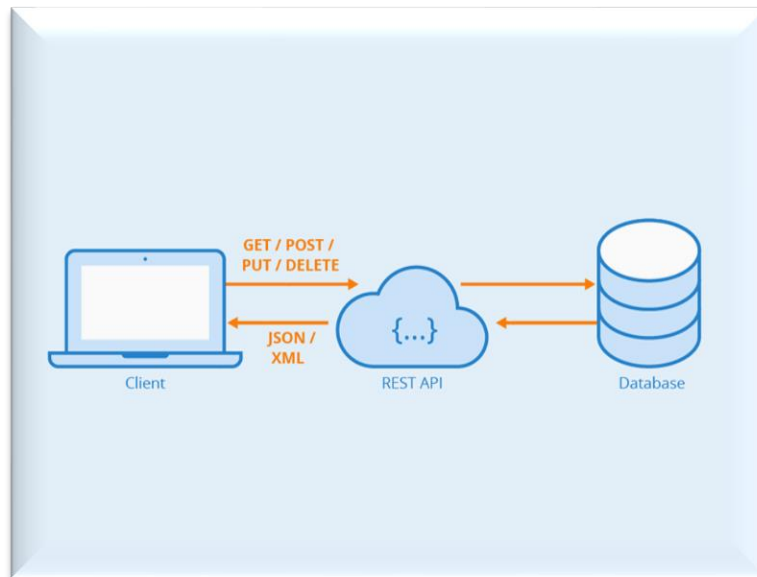 GET / POST /
PUT / DELETE
JSON /
XML
{...}
Client
REST API
Database